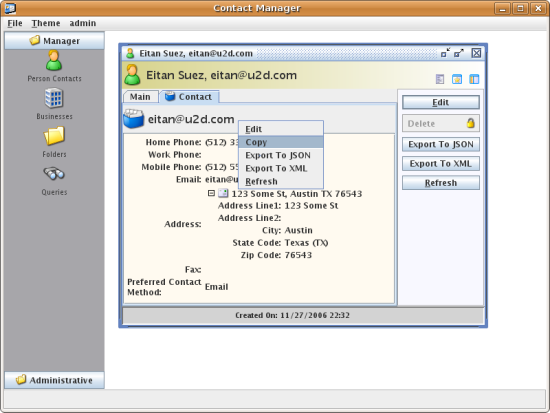 Contact Manager
File Theme admin
Manager
Person Contacts
Businesses
Folders
Queries
Administrative
Eitan Suez, eitan@u2d.com
Eitan Suez, eitan@u2d.com
Main Contact
eitan@u2d.com
Edit
Copy
Export To JSON
Export To XML
Refresh
Home Phone: (512) 33
Work Phone:
Mobile Phone: (512) 55
Email: eitan@u
123 Some St, Austin TX 76543
Address:
Address Line1: 123 Some St
Address Line2:
City: Austin
State Code: Texas (TX)
Zip Code: 76543
Fax:
Preferred Contact Method: Email
Edit
Delete
Export To JSON
Export To XML
Refresh
Created On: 11/27/2006 22:32